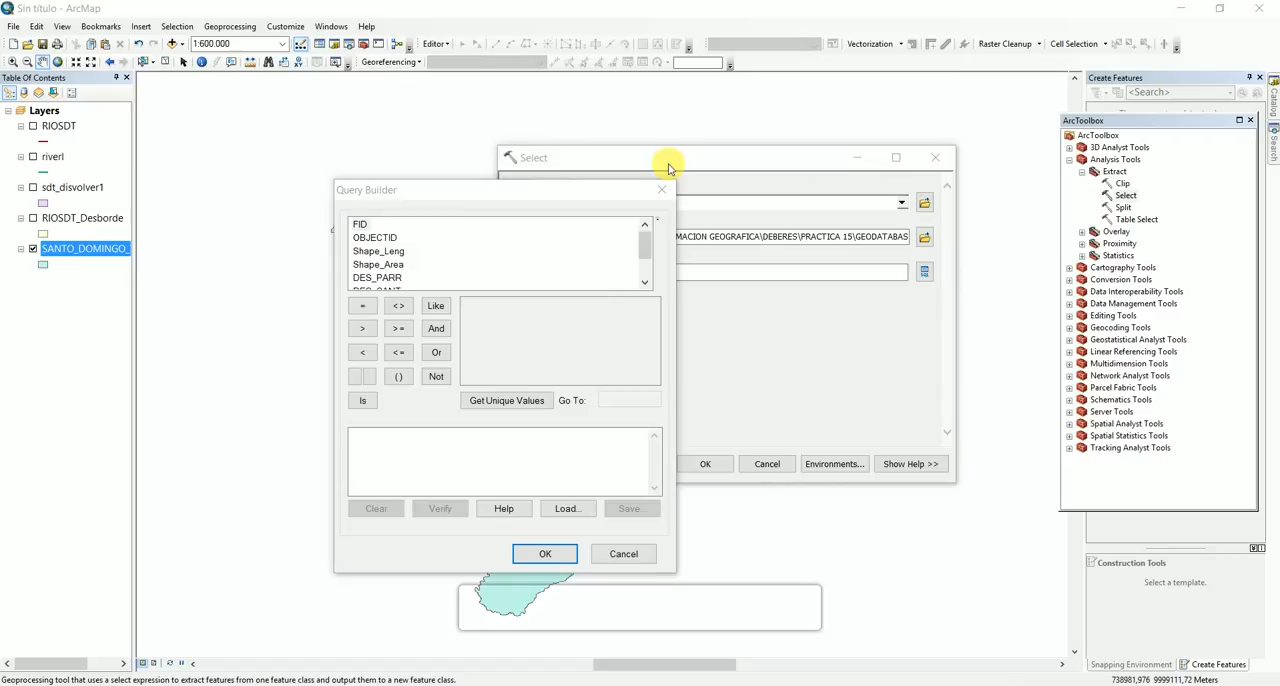 Sin título - ArcMap
File Edit View Bookmarks Insert Selection Geoprocessing Customize Windows Help
1:600.000 Editor Vectorization Raster Cleanup Cell Selection
Georeferencing
Table Of Contents
Layers
RIOSDT
riverl
sdt_disolver1
RIOSDT_Desborde
SANTO_DOMINGO_
Select
MACION GEOGRAFICA\DEBERES\PRACTICA 15\GEODATABAS
OK Cancel Environments... Show Help >>
Query Builder
FID
OBJECTID
Shape_Leng
Shape_Area
DES_PARR
= < > Like
> > = And
< < = Or
( ) Not
Is
Get Unique Values Go To:
Clear Verify Help Load... Save...
OK Cancel
Create Features
<Search>
ArcToolbox
ArcToolbox
3D Analyst Tools
Analysis Tools
Extract
Clip
Select
Split
Table Select
Overlay
Proximity
Statistics
Cartography Tools
Conversion Tools
Data Interoperability Tools
Data Management Tools
Editing Tools
Geocoding Tools
Geostatistical Analyst Tools
Linear Referencing Tools
Multidimension Tools
Network Analyst Tools
Parcel Fabric Tools
Schematics Tools
Server Tools
Spatial Analyst Tools
Spatial Statistics Tools
Tracking Analyst Tools
Construction Tools
Select a template.
Snapping Environment Create Features
Catalog
Search
Geoprocessing tool that uses a select expression to extract features from one feature class and output them to a new feature class.
738981,976 9999111,72 Meters